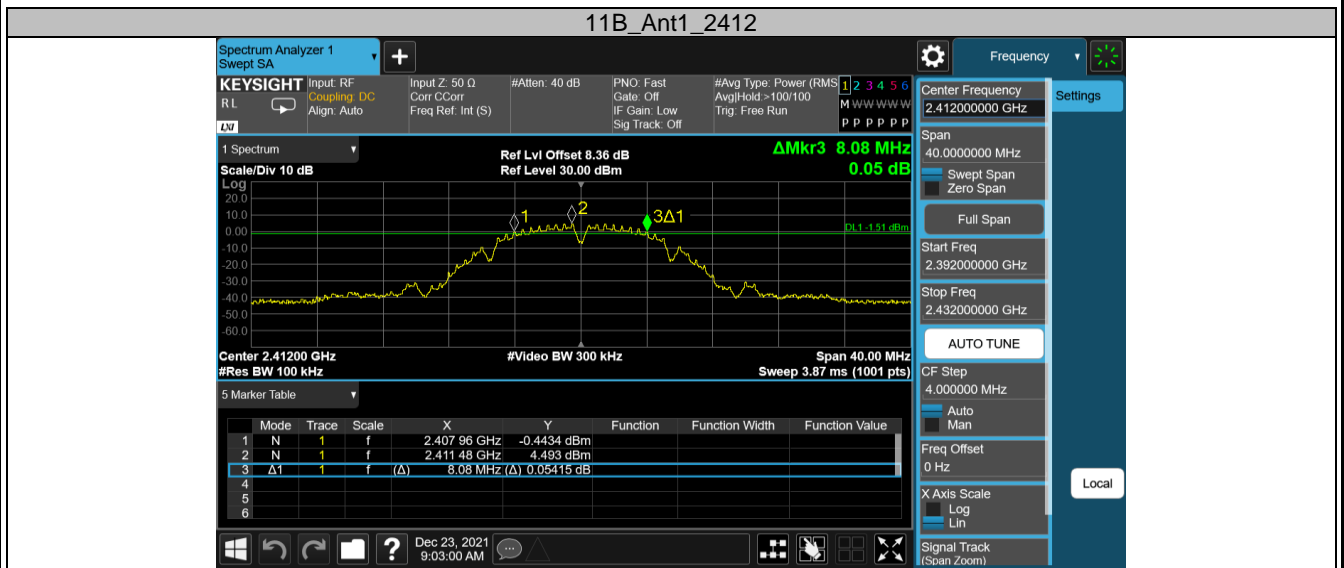 11B_Ant1_2412
Spectrum Analyzer 1
Swept SA
+
Frequency
KEYSIGHT
R L
LXI
Input: RF
Coupling: DC
Align: Auto
Input Z: 50 Ω
Corr CCorr
Freq Ref: Int (S)
#Atten: 40 dB
PNO: Fast
Gate: Off
IF Gain: Low
Sig Track: Off
#Avg Type: Power (RMS
Avg|Hold:>100/100
Trig: Free Run
1 2 3 4 5 6
M W W W W W
P P P P P P
1 Spectrum
Scale/Div 10 dB
Ref Lvl Offset 8.36 dB
Ref Level 30.00 dBm
ΔMkr3 8.08 MHz
0.05 dB
Log
20.0
10.0
0.00
-10.0
-20.0
-30.0
-40.0
-50.0
-60.0
1
2
3Δ1
DL1 -1.51 dBm
Center 2.41200 GHz
#Res BW 100 kHz
#Video BW 300 kHz
Span 40.00 MHz
Sweep 3.87 ms (1001 pts)
5 Marker Table
Mode Trace Scale X Y Function Function Width Function Value
1 N 1 f 2.407 96 GHz -0.4434 dBm
2 N 1 f 2.411 48 GHz 4.493 dBm
3 Δ1 1 f (Δ) 8.08 MHz (Δ) 0.05415 dB
4
5
6
Dec 23, 2021
9:03:00 AM
?
Center Frequency
2.412000000 GHz
Settings
Span
40.0000000 MHz
Swept Span
Zero Span
Full Span
Start Freq
2.392000000 GHz
Stop Freq
2.432000000 GHz
AUTO TUNE
CF Step
4.000000 MHz
Auto
Man
Freq Offset
0 Hz
X Axis Scale
Log
Lin
Local
Signal Track
(Span Zoom)